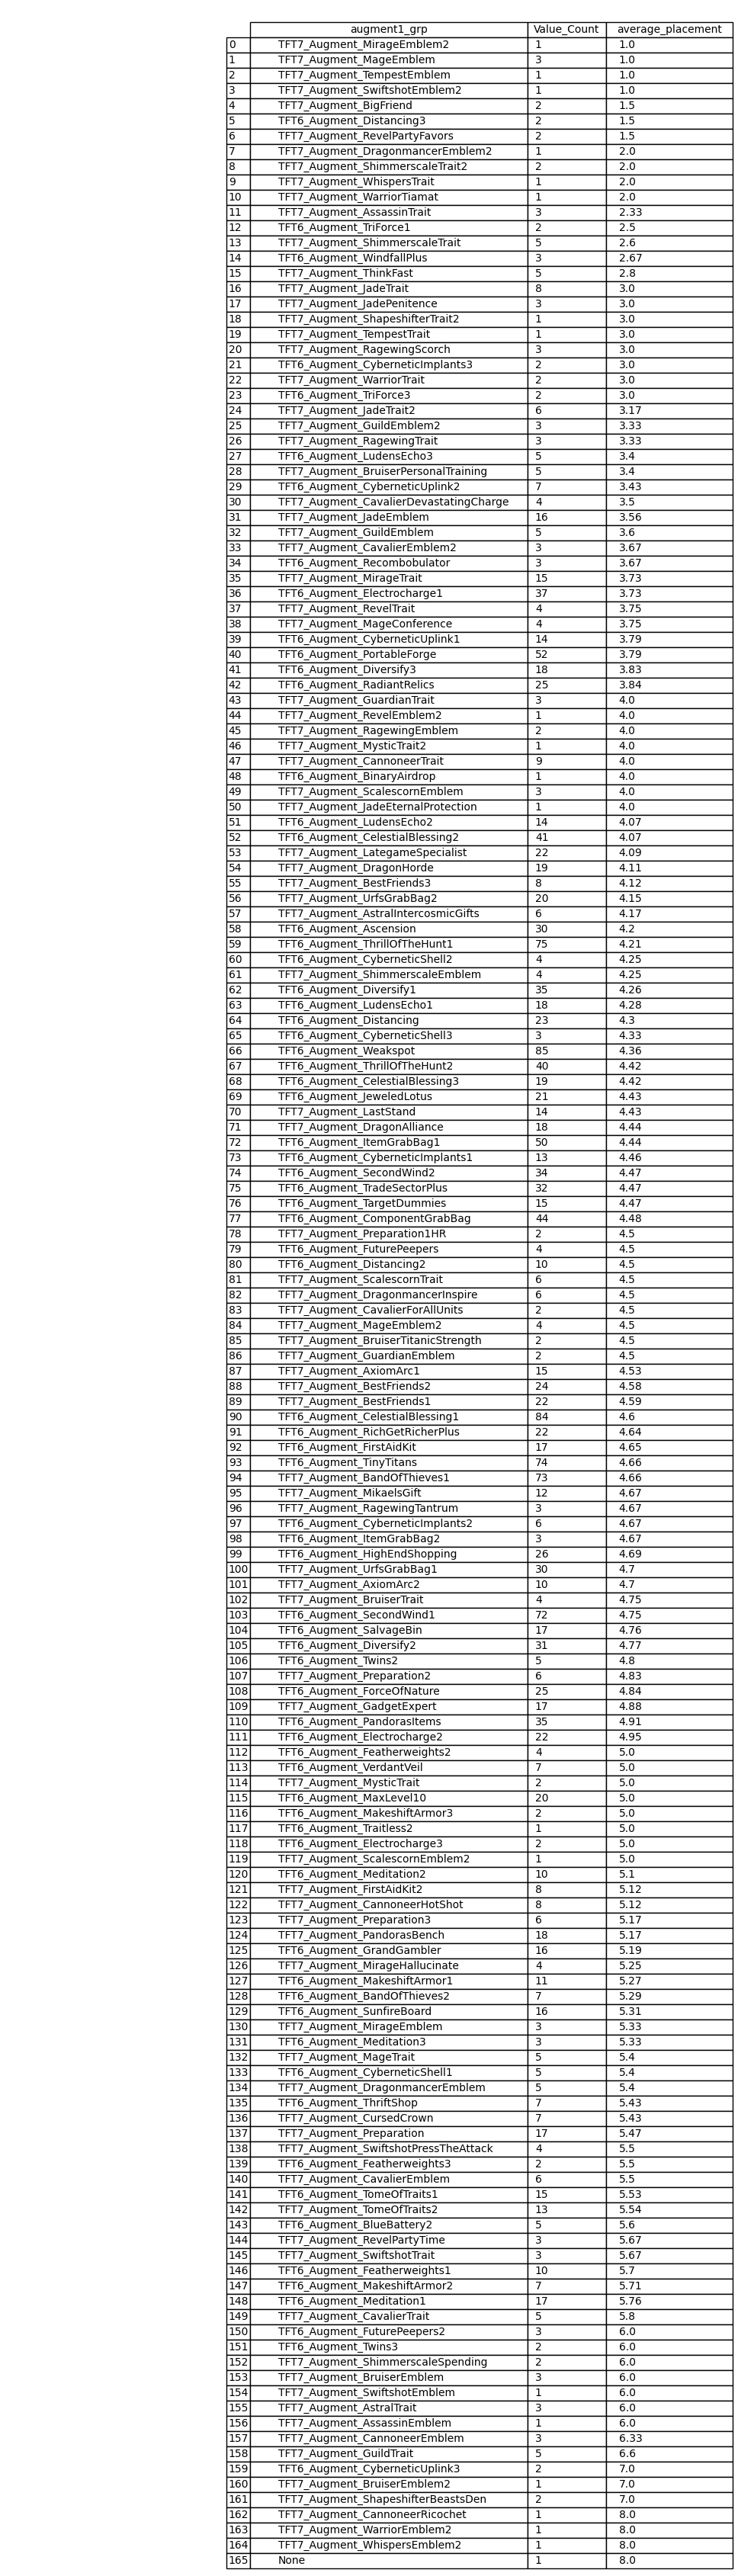 augment1_grp Value_Count average_placement
0 TFT7_Augment_MirageEmblem2 1 1.0
1 TFT7_Augment_MageEmblem 3 1.0
2 TFT7_Augment_TempestEmblem 1 1.0
3 TFT7_Augment_SwiftshotEmblem2 1 1.0
4 TFT7_Augment_BigFriend 2 1.5
5 TFT6_Augment_Distancing3 2 1.5
6 TFT7_Augment_RevelPartyFavors 2 1.5
7 TFT7_Augment_DragonmancerEmblem2 1 2.0
8 TFT7_Augment_ShimmerscaleTrait2 2 2.0
9 TFT7_Augment_WhispersTrait 1 2.0
10 TFT7_Augment_WarriorTiamat 1 2.0
11 TFT7_Augment_AssassinTrait 3 2.33
12 TFT6_Augment_TriForce1 2 2.5
13 TFT7_Augment_ShimmerscaleTrait 5 2.6
14 TFT6_Augment_WindfallPlus 3 2.67
15 TFT7_Augment_ThinkFast 5 2.8
16 TFT7_Augment_JadeTrait 8 3.0
17 TFT7_Augment_JadePenitence 3 3.0
18 TFT7_Augment_ShapeshifterTrait2 1 3.0
19 TFT7_Augment_TempestTrait 1 3.0
20 TFT7_Augment_RagewingScorch 3 3.0
21 TFT6_Augment_CyberneticImplants3 2 3.0
22 TFT7_Augment_WarriorTrait 2 3.0
23 TFT6_Augment_TriForce3 2 3.0
24 TFT7_Augment_JadeTrait2 6 3.17
25 TFT7_Augment_GuildEmblem2 3 3.33
26 TFT7_Augment_RagewingTrait 3 3.33
27 TFT6_Augment_LudensEcho3 5 3.4
28 TFT7_Augment_BruiserPersonalTraining 5 3.4
29 TFT6_Augment_CyberneticUplink2 7 3.43
30 TFT7_Augment_CavalierDevastatingCharge 4 3.5
31 TFT7_Augment_JadeEmblem 16 3.56
32 TFT7_Augment_GuildEmblem 5 3.6
33 TFT7_Augment_CavalierEmblem2 3 3.67
34 TFT6_Augment_Recombobulator 3 3.67
35 TFT7_Augment_MirageTrait 15 3.73
36 TFT6_Augment_Electrocharge1 37 3.73
37 TFT7_Augment_RevelTrait 4 3.75
38 TFT7_Augment_MageConference 4 3.75
39 TFT6_Augment_CyberneticUplink1 14 3.79
40 TFT6_Augment_PortableForge 52 3.79
41 TFT6_Augment_Diversify3 18 3.83
42 TFT6_Augment_RadiantRelics 25 3.84
43 TFT7_Augment_GuardianTrait 3 4.0
44 TFT7_Augment_RevelEmblem2 1 4.0
45 TFT7_Augment_RagewingEmblem 2 4.0
46 TFT7_Augment_MysticTrait2 1 4.0
47 TFT7_Augment_CannoneerTrait 9 4.0
48 TFT6_Augment_BinaryAirdrop 1 4.0
49 TFT7_Augment_ScalescornEmblem 3 4.0
50 TFT7_Augment_JadeEternalProtection 1 4.0
51 TFT6_Augment_LudensEcho2 14 4.07
52 TFT6_Augment_CelestialBlessing2 41 4.07
53 TFT7_Augment_LategameSpecialist 22 4.09
54 TFT7_Augment_DragonHorde 19 4.11
55 TFT7_Augment_BestFriends3 8 4.12
56 TFT7_Augment_UrfsGrabBag2 20 4.15
57 TFT7_Augment_AstralIntercosmicGifts 6 4.17
58 TFT6_Augment_Ascension 30 4.2
59 TFT6_Augment_ThrillOfTheHunt1 75 4.21
60 TFT6_Augment_CyberneticShell2 4 4.25
61 TFT7_Augment_ShimmerscaleEmblem 4 4.25
62 TFT6_Augment_Diversify1 35 4.26
63 TFT6_Augment_LudensEcho1 18 4.28
64 TFT6_Augment_Distancing 23 4.3
65 TFT6_Augment_CyberneticShell3 3 4.33
66 TFT6_Augment_Weakspot 85 4.36
67 TFT6_Augment_ThrillOfTheHunt2 40 4.42
68 TFT6_Augment_CelestialBlessing3 19 4.42
69 TFT6_Augment_JeweledLotus 21 4.43
70 TFT7_Augment_LastStand 14 4.43
71 TFT7_Augment_DragonAlliance 18 4.44
72 TFT6_Augment_ItemGrabBag1 50 4.44
73 TFT6_Augment_CyberneticImplants1 13 4.46
74 TFT6_Augment_SecondWind2 34 4.47
75 TFT6_Augment_TradeSectorPlus 32 4.47
76 TFT6_Augment_TargetDummies 15 4.47
77 TFT6_Augment_ComponentGrabBag 44 4.48
78 TFT7_Augment_Preparation1HR 2 4.5
79 TFT6_Augment_FuturePeepers 4 4.5
80 TFT6_Augment_Distancing2 10 4.5
81 TFT7_Augment_ScalescornTrait 6 4.5
82 TFT7_Augment_DragonmancerInspire 6 4.5
83 TFT7_Augment_CavalierForAllUnits 2 4.5
84 TFT7_Augment_MageEmblem2 4 4.5
85 TFT7_Augment_BruiserTitanicStrength 2 4.5
86 TFT7_Augment_GuardianEmblem 2 4.5
87 TFT7_Augment_AxiomArc1 15 4.53
88 TFT7_Augment_BestFriends2 24 4.58
89 TFT7_Augment_BestFriends1 22 4.59
90 TFT6_Augment_CelestialBlessing1 84 4.6
91 TFT6_Augment_RichGetRicherPlus 22 4.64
92 TFT6_Augment_FirstAidKit 17 4.65
93 TFT6_Augment_TinyTitans 74 4.66
94 TFT7_Augment_BandOfThieves1 73 4.66
95 TFT7_Augment_MikaelsGift 12 4.67
96 TFT7_Augment_RagewingTantrum 3 4.67
97 TFT6_Augment_CyberneticImplants2 6 4.67
98 TFT6_Augment_ItemGrabBag2 3 4.67
99 TFT6_Augment_HighEndShopping 26 4.69
100 TFT7_Augment_UrfsGrabBag1 30 4.7
101 TFT7_Augment_AxiomArc2 10 4.7
102 TFT7_Augment_BruiserTrait 4 4.75
103 TFT6_Augment_SecondWind1 72 4.75
104 TFT6_Augment_SalvageBin 17 4.76
105 TFT6_Augment_Diversify2 31 4.77
106 TFT6_Augment_Twins2 5 4.8
107 TFT7_Augment_Preparation2 6 4.83
108 TFT6_Augment_ForceOfNature 25 4.84
109 TFT7_Augment_GadgetExpert 17 4.88
110 TFT6_Augment_PandorasItems 35 4.91
111 TFT6_Augment_Electrocharge2 22 4.95
112 TFT6_Augment_Featherweights2 4 5.0
113 TFT6_Augment_VerdantVeil 7 5.0
114 TFT7_Augment_MysticTrait 2 5.0
115 TFT6_Augment_MaxLevel10 20 5.0
116 TFT6_Augment_MakeshiftArmor3 2 5.0
117 TFT6_Augment_Traitless2 1 5.0
118 TFT6_Augment_Electrocharge3 2 5.0
119 TFT7_Augment_ScalescornEmblem2 1 5.0
120 TFT6_Augment_Meditation2 10 5.1
121 TFT7_Augment_FirstAidKit2 8 5.12
122 TFT7_Augment_CannoneerHotShot 8 5.12
123 TFT7_Augment_Preparation3 6 5.17
124 TFT7_Augment_PandorasBench 18 5.17
125 TFT6_Augment_GrandGambler 16 5.19
126 TFT7_Augment_MirageHallucinate 4 5.25
127 TFT6_Augment_MakeshiftArmor1 11 5.27
128 TFT6_Augment_BandOfThieves2 7 5.29
129 TFT6_Augment_SunfireBoard 16 5.31
130 TFT7_Augment_MirageEmblem 3 5.33
131 TFT6_Augment_Meditation3 3 5.33
132 TFT7_Augment_MageTrait 5 5.4
133 TFT6_Augment_CyberneticShell1 5 5.4
134 TFT7_Augment_DragonmancerEmblem 5 5.4
135 TFT6_Augment_ThriftShop 7 5.43
136 TFT7_Augment_CursedCrown 7 5.43
137 TFT7_Augment_Preparation 17 5.47
138 TFT7_Augment_SwiftshotPressTheAttack 4 5.5
139 TFT6_Augment_Featherweights3 2 5.5
140 TFT7_Augment_CavalierEmblem 6 5.5
141 TFT6_Augment_TomeOfTraits1 15 5.53
142 TFT7_Augment_TomeOfTraits2 13 5.54
143 TFT6_Augment_BlueBattery2 5 5.6
144 TFT7_Augment_RevelPartyTime 3 5.67
145 TFT7_Augment_SwiftshotTrait 3 5.67
146 TFT6_Augment_Featherweights1 10 5.7
147 TFT6_Augment_MakeshiftArmor2 7 5.71
148 TFT6_Augment_Meditation1 17 5.76
149 TFT7_Augment_CavalierTrait 5 5.8
150 TFT6_Augment_FuturePeepers2 3 6.0
151 TFT6_Augment_Twins3 2 6.0
152 TFT7_Augment_ShimmerscaleSpending 2 6.0
153 TFT7_Augment_BruiserEmblem 3 6.0
154 TFT7_Augment_SwiftshotEmblem 1 6.0
155 TFT7_Augment_AstralTrait 3 6.0
156 TFT7_Augment_AssassinEmblem 1 6.0
157 TFT7_Augment_CannoneerEmblem 3 6.33
158 TFT7_Augment_GuildTrait 5 6.6
159 TFT6_Augment_CyberneticUplink3 2 7.0
160 TFT7_Augment_BruiserEmblem2 1 7.0
161 TFT7_Augment_ShapeshifterBeastsDen 2 7.0
162 TFT7_Augment_CannoneerRicochet 1 8.0
163 TFT7_Augment_WarriorEmblem2 1 8.0
164 TFT7_Augment_WhispersEmblem2 1 8.0
165 None 1 8.0